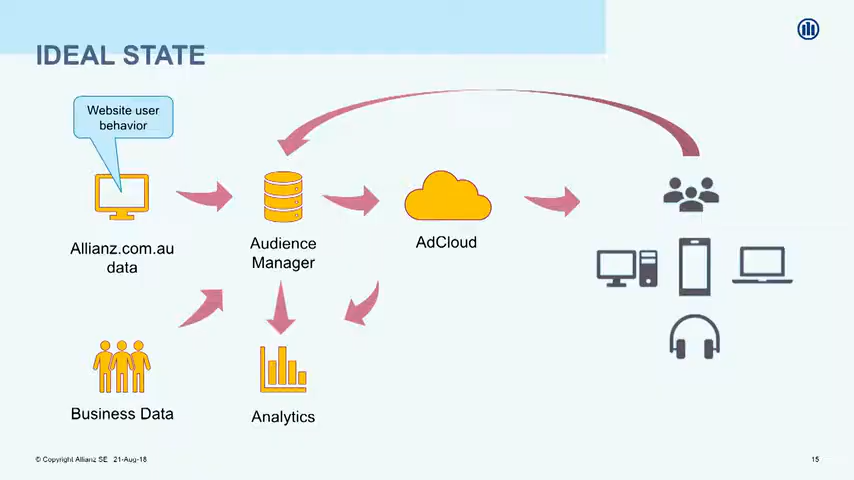 IDEAL STATE
Website user
behavior
Allianz.com.au
data
Audience
Manager
AdCloud
Business Data
Analytics
© Copyright Allianz SE 21-Aug-18
15